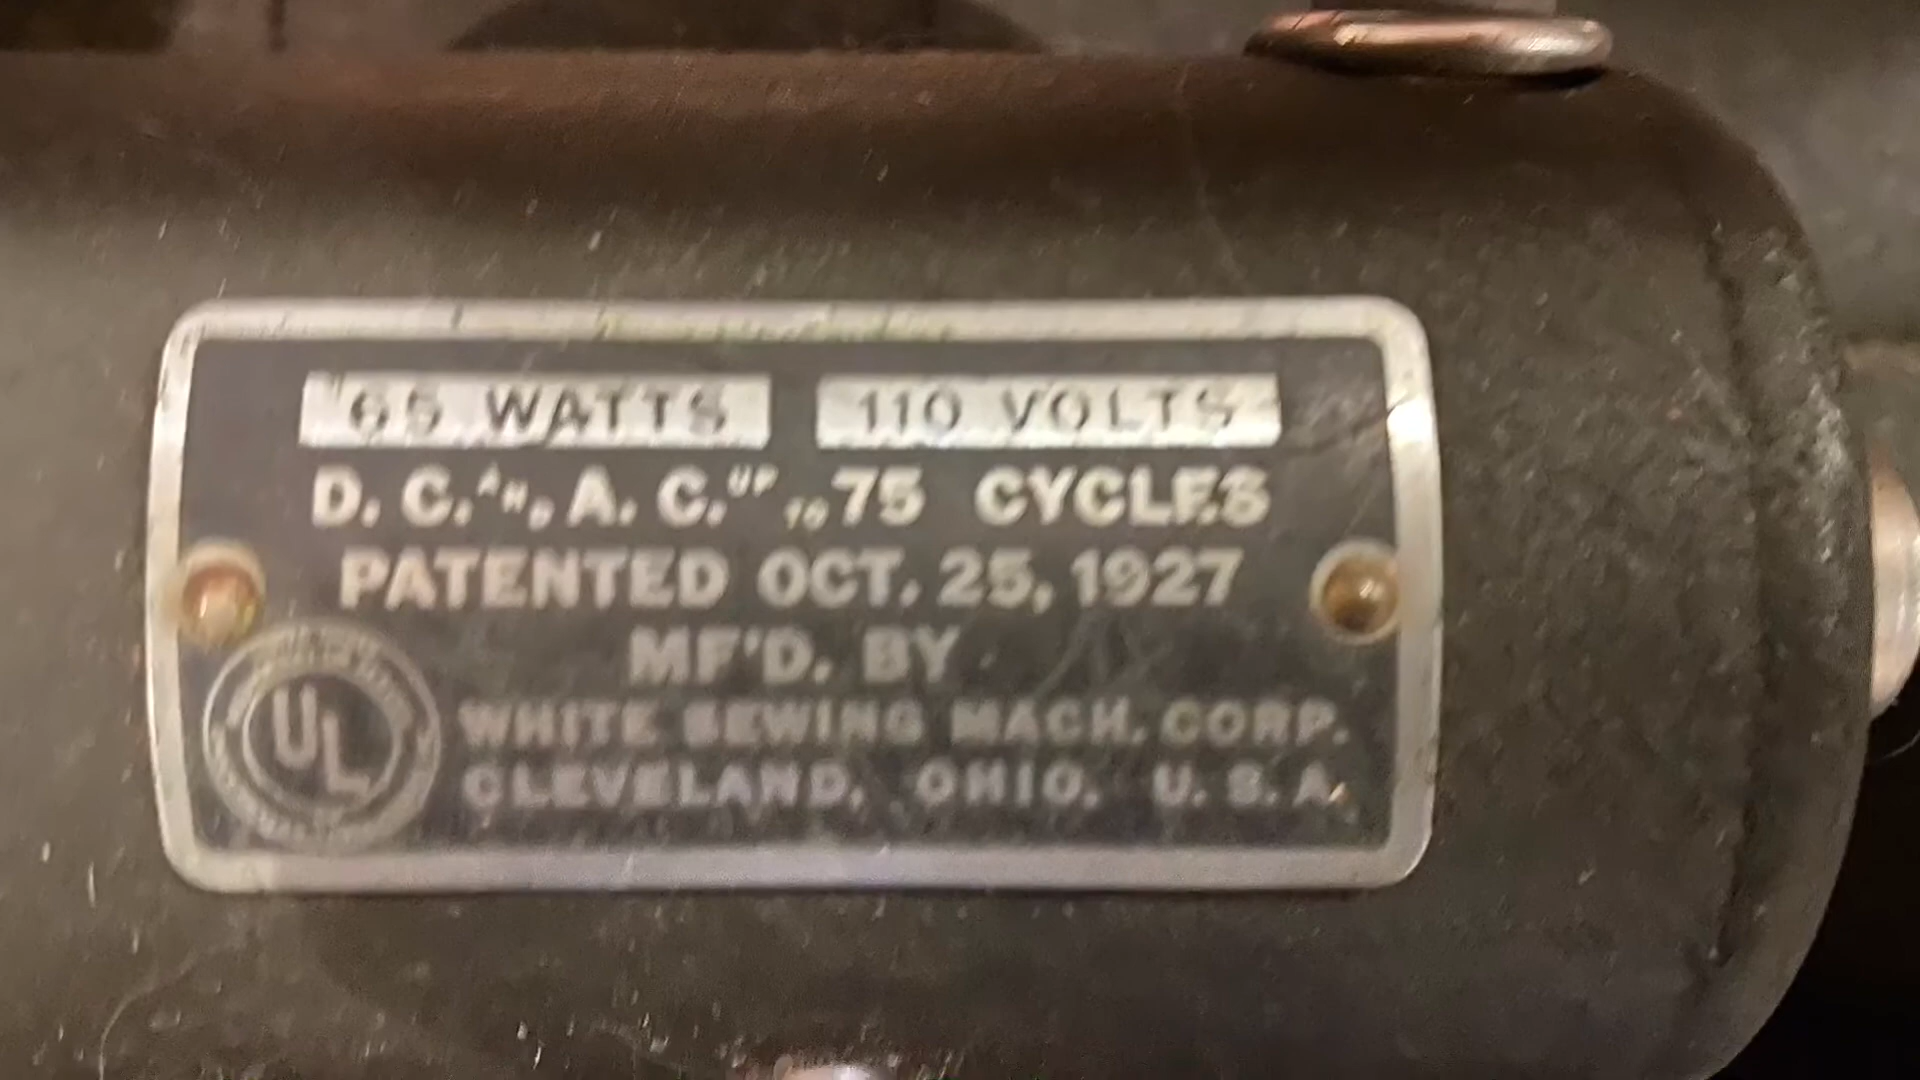 65 WATTS 110 VOLTS
D. C. AND A. C. UP TO 75 CYCLES
PATENTED OCT. 25, 1927
MF'D. BY
WHITE SEWING MACH. CORP.
CLEVELAND, OHIO, U. S. A.
UL